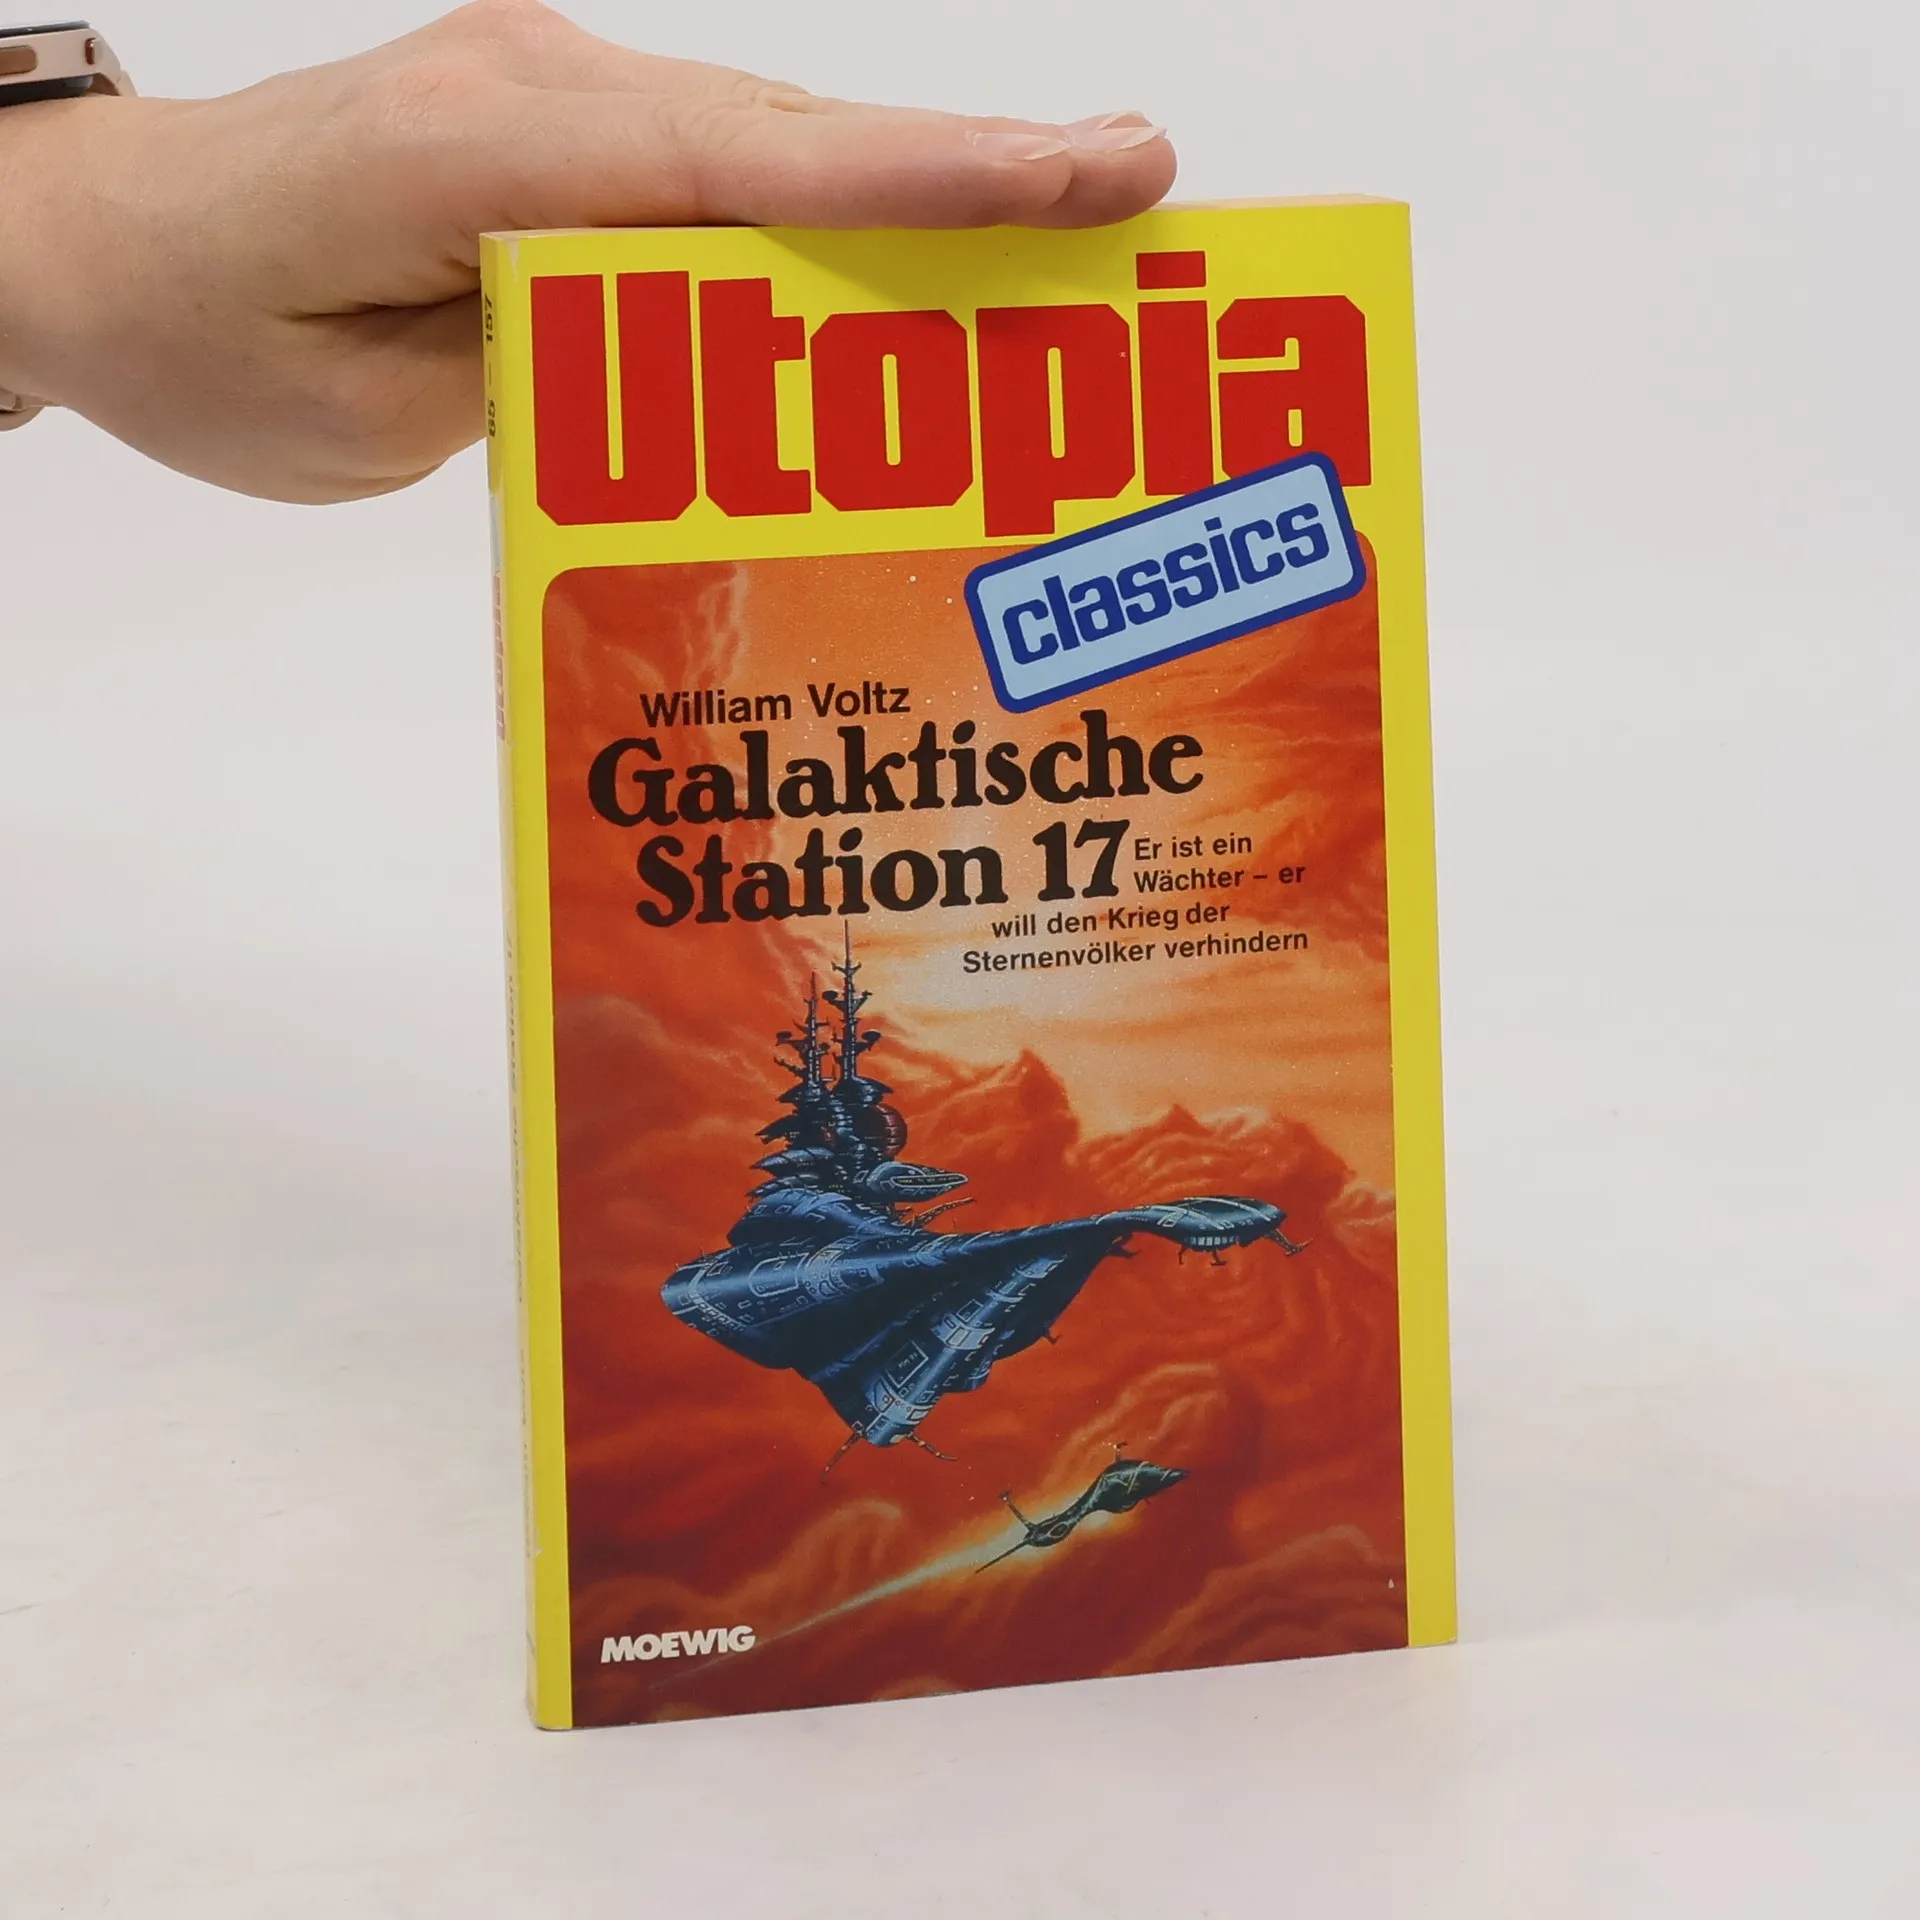 Utopia
classics
William Voltz
Galaktische
Station 17
Er ist ein
Wächter – er
will den Krieg der
Sternenvölker verhindern
MOEWIG